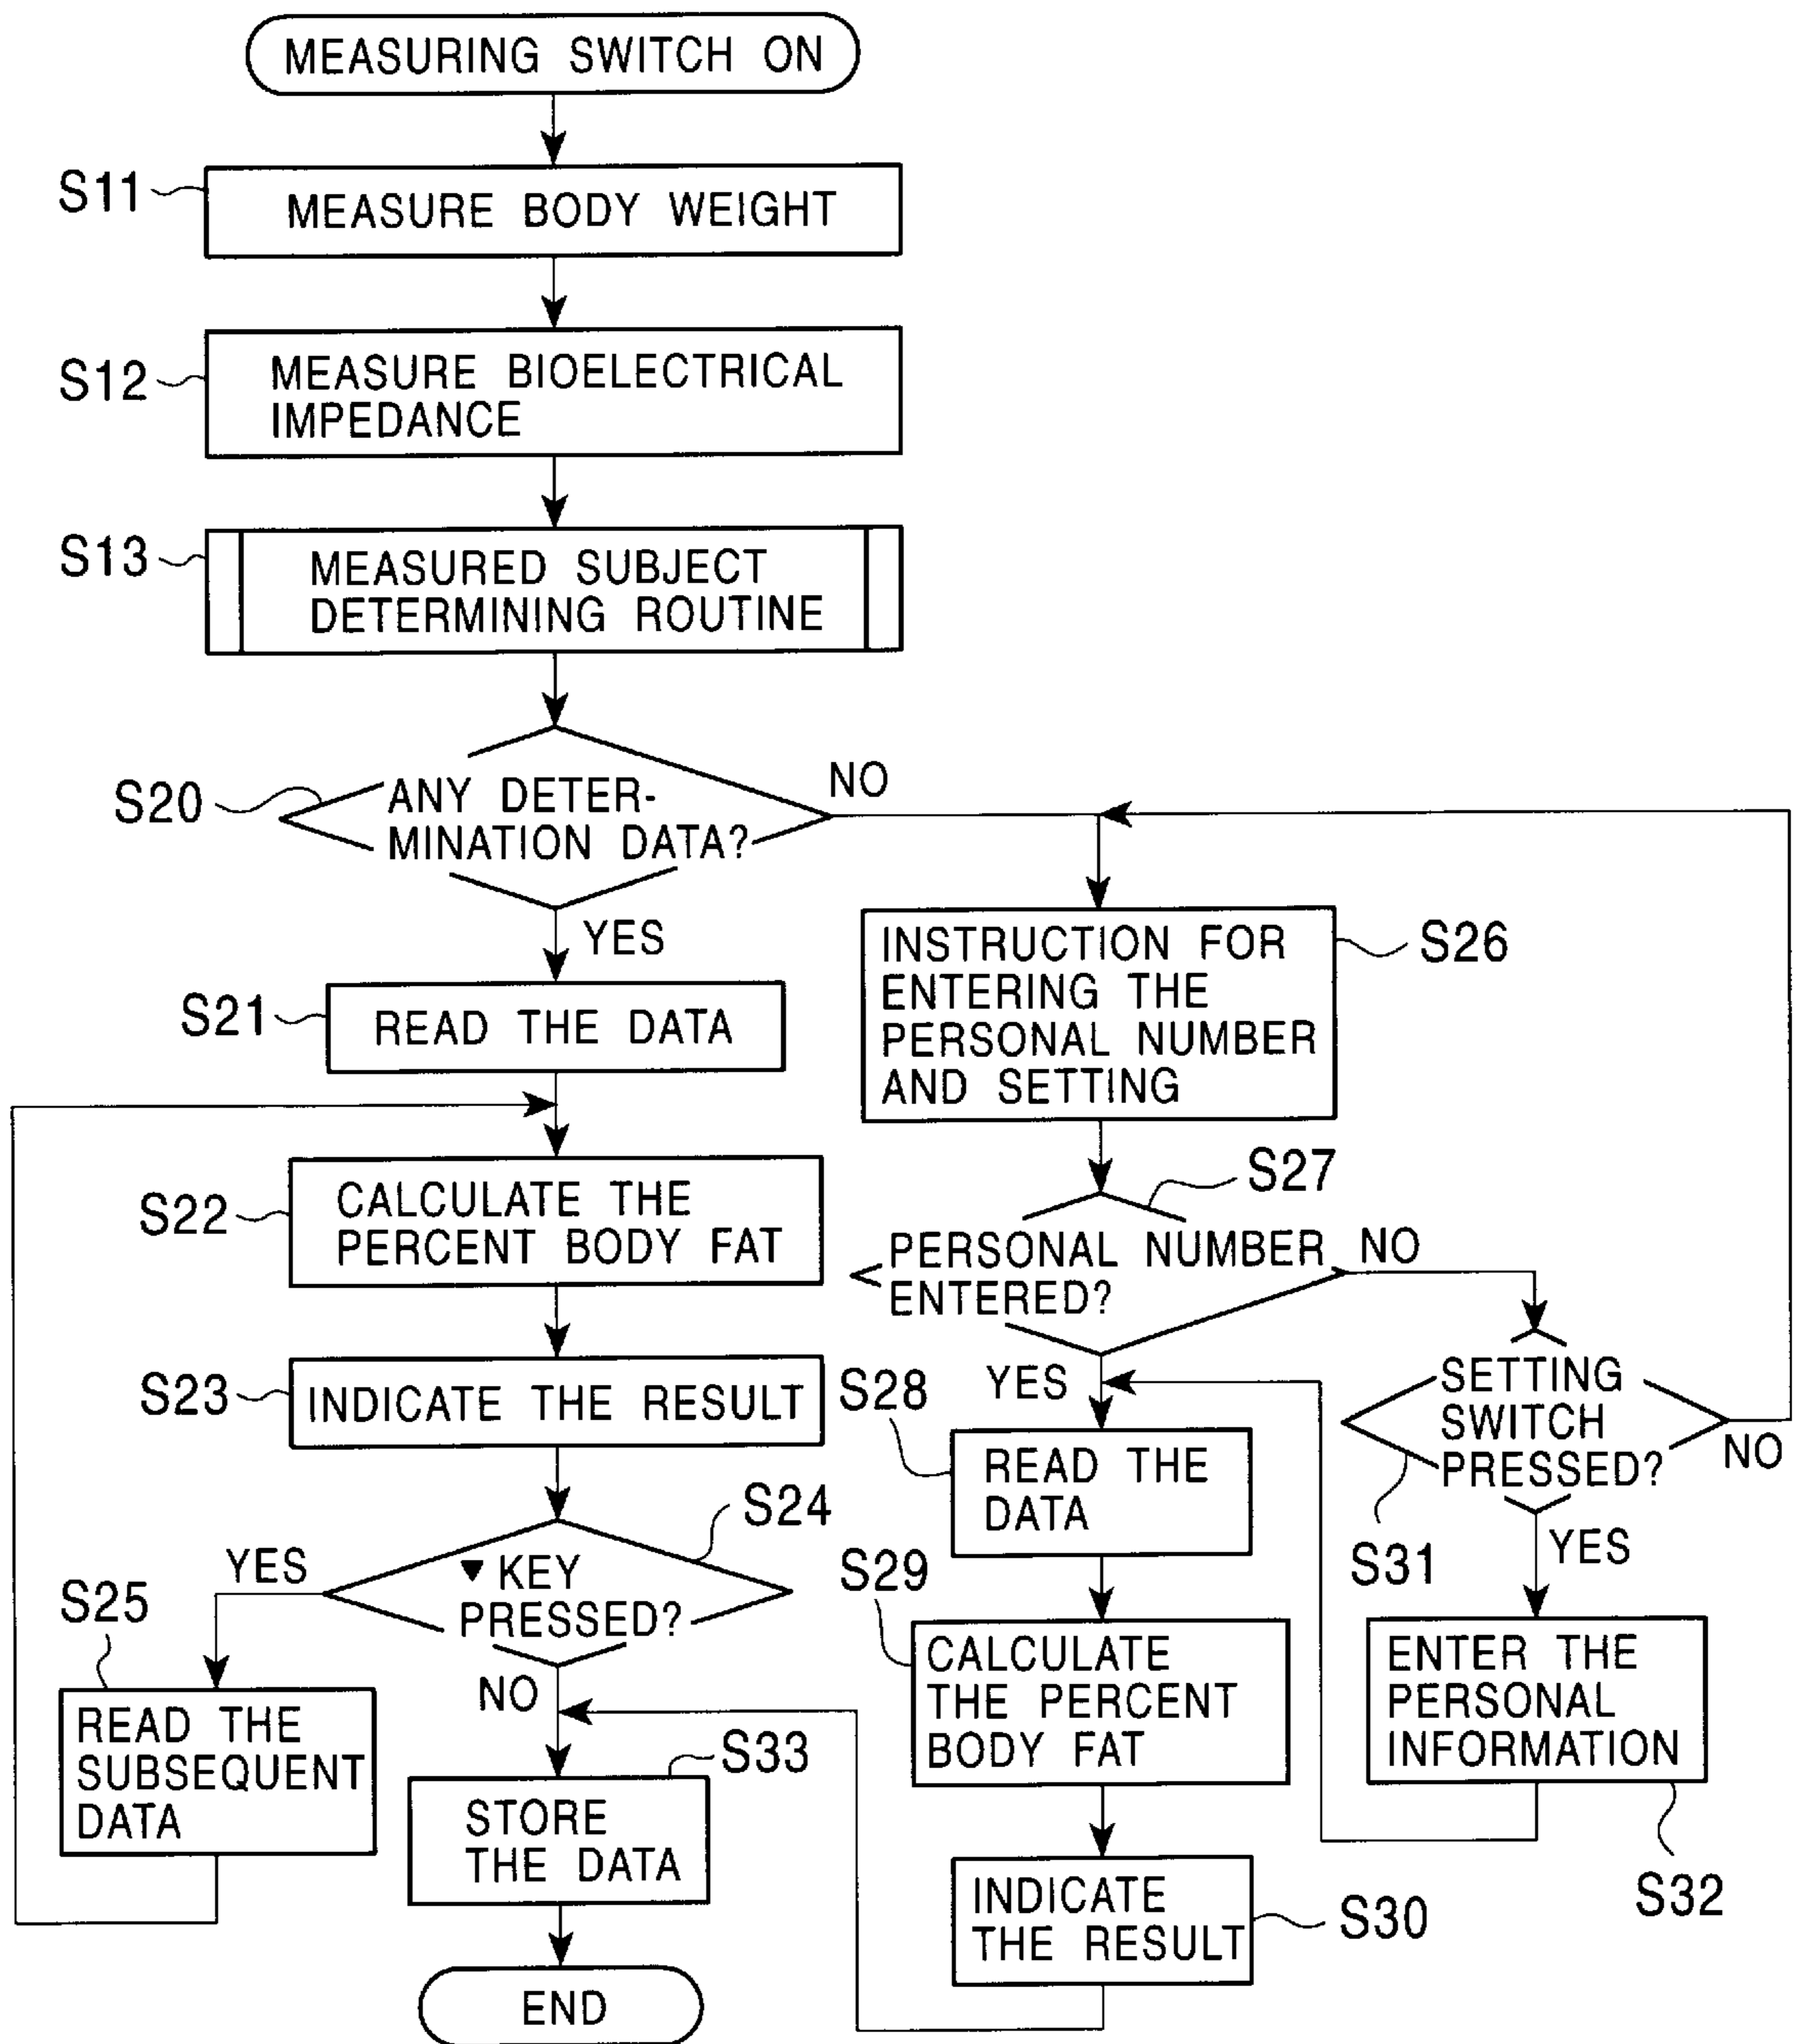 MEASURING SWITCH ON
S11
MEASURE BODY WEIGHT
S12
MEASURE BIOELECTRICAL
IMPEDANCE
S13
MEASURED SUBJECT
DETERMINING ROUTINE
S20
ANY DETER-
MINATION DATA?
NO
YES
S21
READ THE DATA
S22
CALCULATE THE
PERCENT BODY FAT
S23
INDICATE THE RESULT
S24
▼ KEY
PRESSED?
YES
NO
S25
READ THE
SUBSEQUENT
DATA
S33
STORE
THE DATA
END
INSTRUCTION FOR
ENTERING THE
PERSONAL NUMBER
AND SETTING
S26
S27
PERSONAL NUMBER
ENTERED?
NO
YES
S28
READ THE
DATA
S29
CALCULATE
THE PERCENT
BODY FAT
INDICATE
THE RESULT
S30
SETTING
SWITCH
PRESSED?
NO
S31
YES
ENTER THE
PERSONAL
INFORMATION
S32